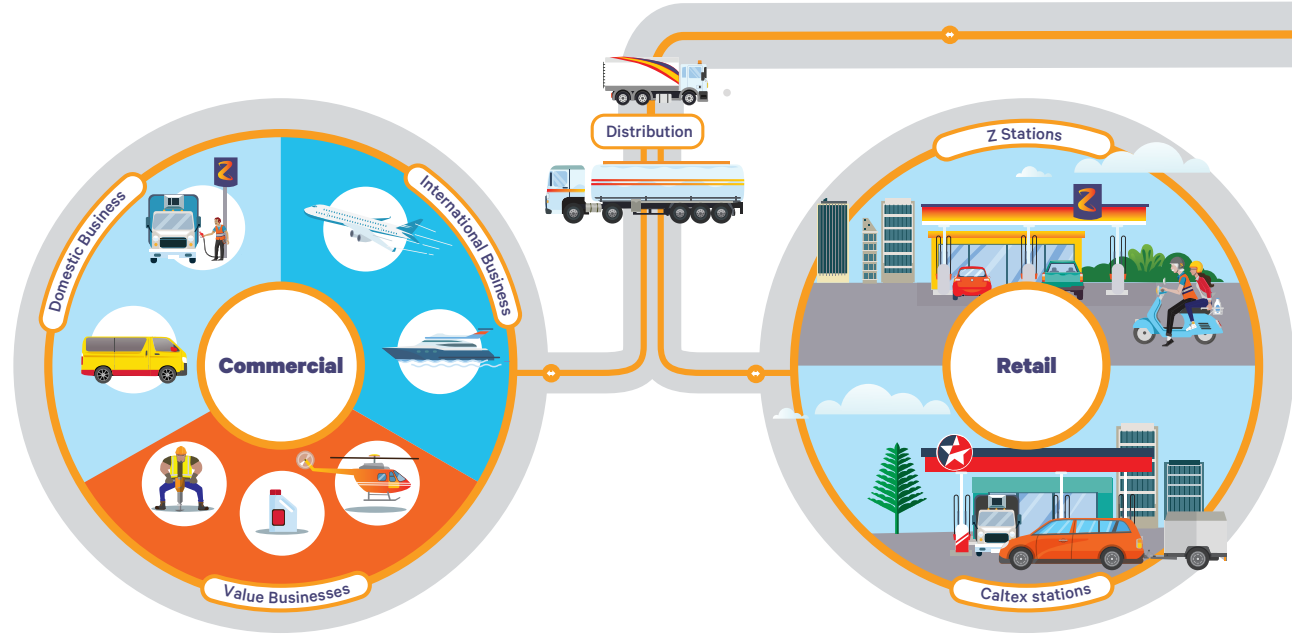 Distribution
Domestic Business
International Business
Commercial
Value Businesses
Z Stations
Z
Z
Retail
Caltex stations